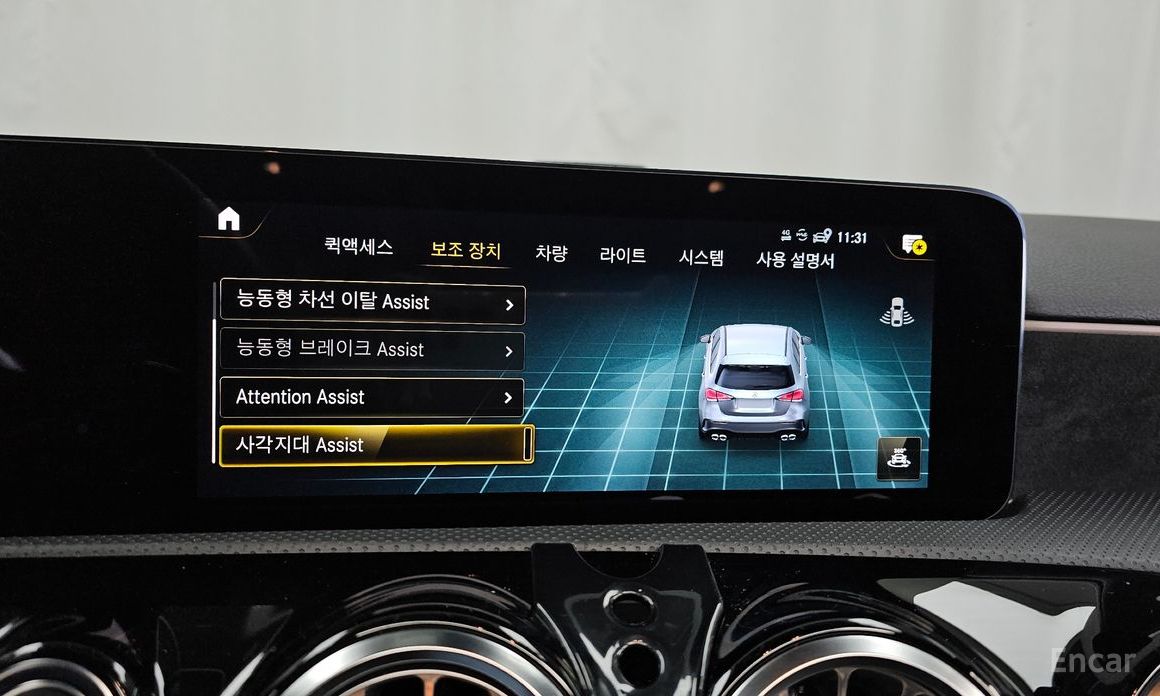 퀵액세스 보조 장치 차량 라이트 시스템 사용 설명서
4G 11:31
능동형 차선 이탈 Assist
능동형 브레이크 Assist
Attention Assist
사각지대 Assist
360°
Encar